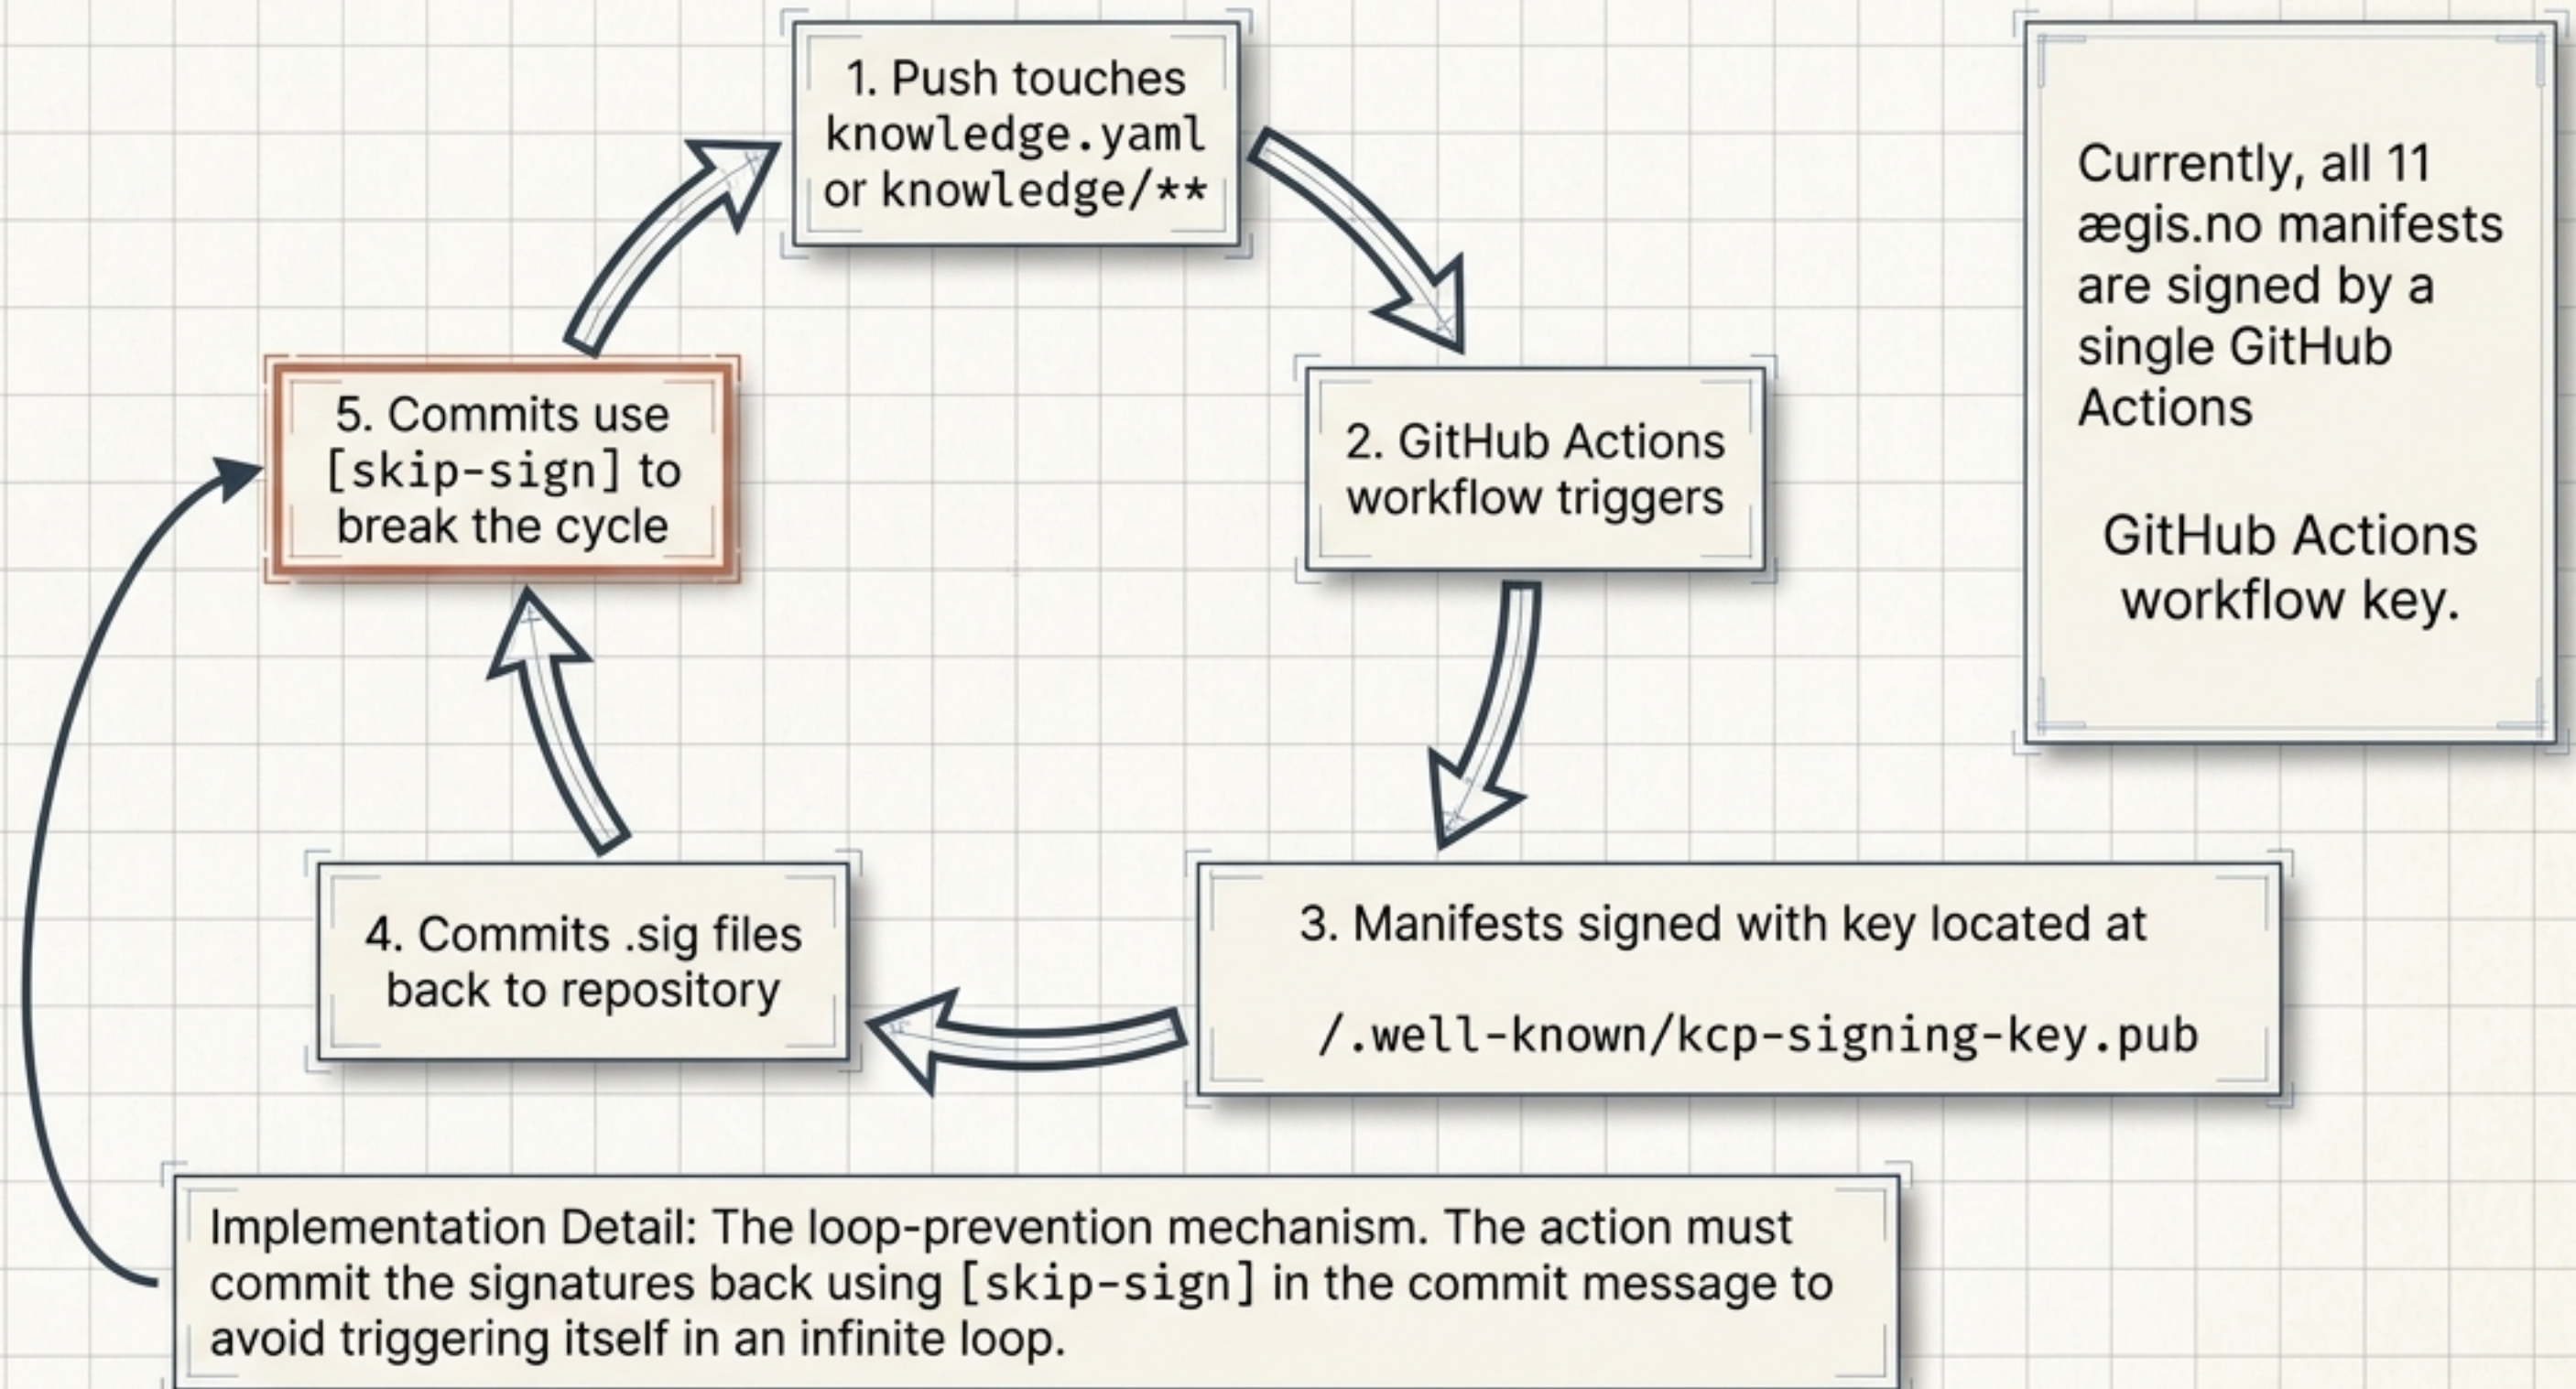 1. Push touches
knowledge.yaml
or knowledge/**
2. GitHub Actions
workflow triggers
3. Manifests signed with key located at
/.well-known/kcp-signing-key.pub
4. Commits .sig files
back to repository
5. Commits use
[skip-sign] to
break the cycle
Currently, all 11
ægis.no manifests
are signed by a
single GitHub
Actions
GitHub Actions
workflow key.
Implementation Detail: The loop-prevention mechanism. The action must
commit the signatures back using [skip-sign] in the commit message to
avoid triggering itself in an infinite loop.